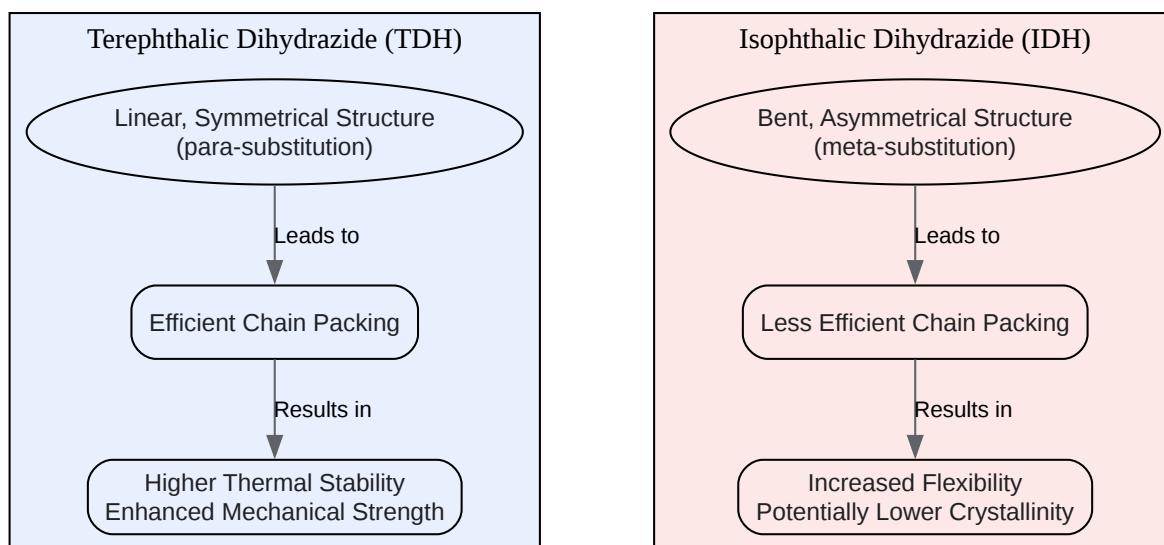 Terephthalic Dihydrazide (TDH)
Linear, Symmetrical Structure
(para-substitution)
Leads to
Efficient Chain Packing
Results in
Higher Thermal Stability
Enhanced Mechanical Strength
Isophthalic Dihydrazide (IDH)
Bent, Asymmetrical Structure
(meta-substitution)
Leads to
Less Efficient Chain Packing
Results in
Increased Flexibility
Potentially Lower Crystallinity